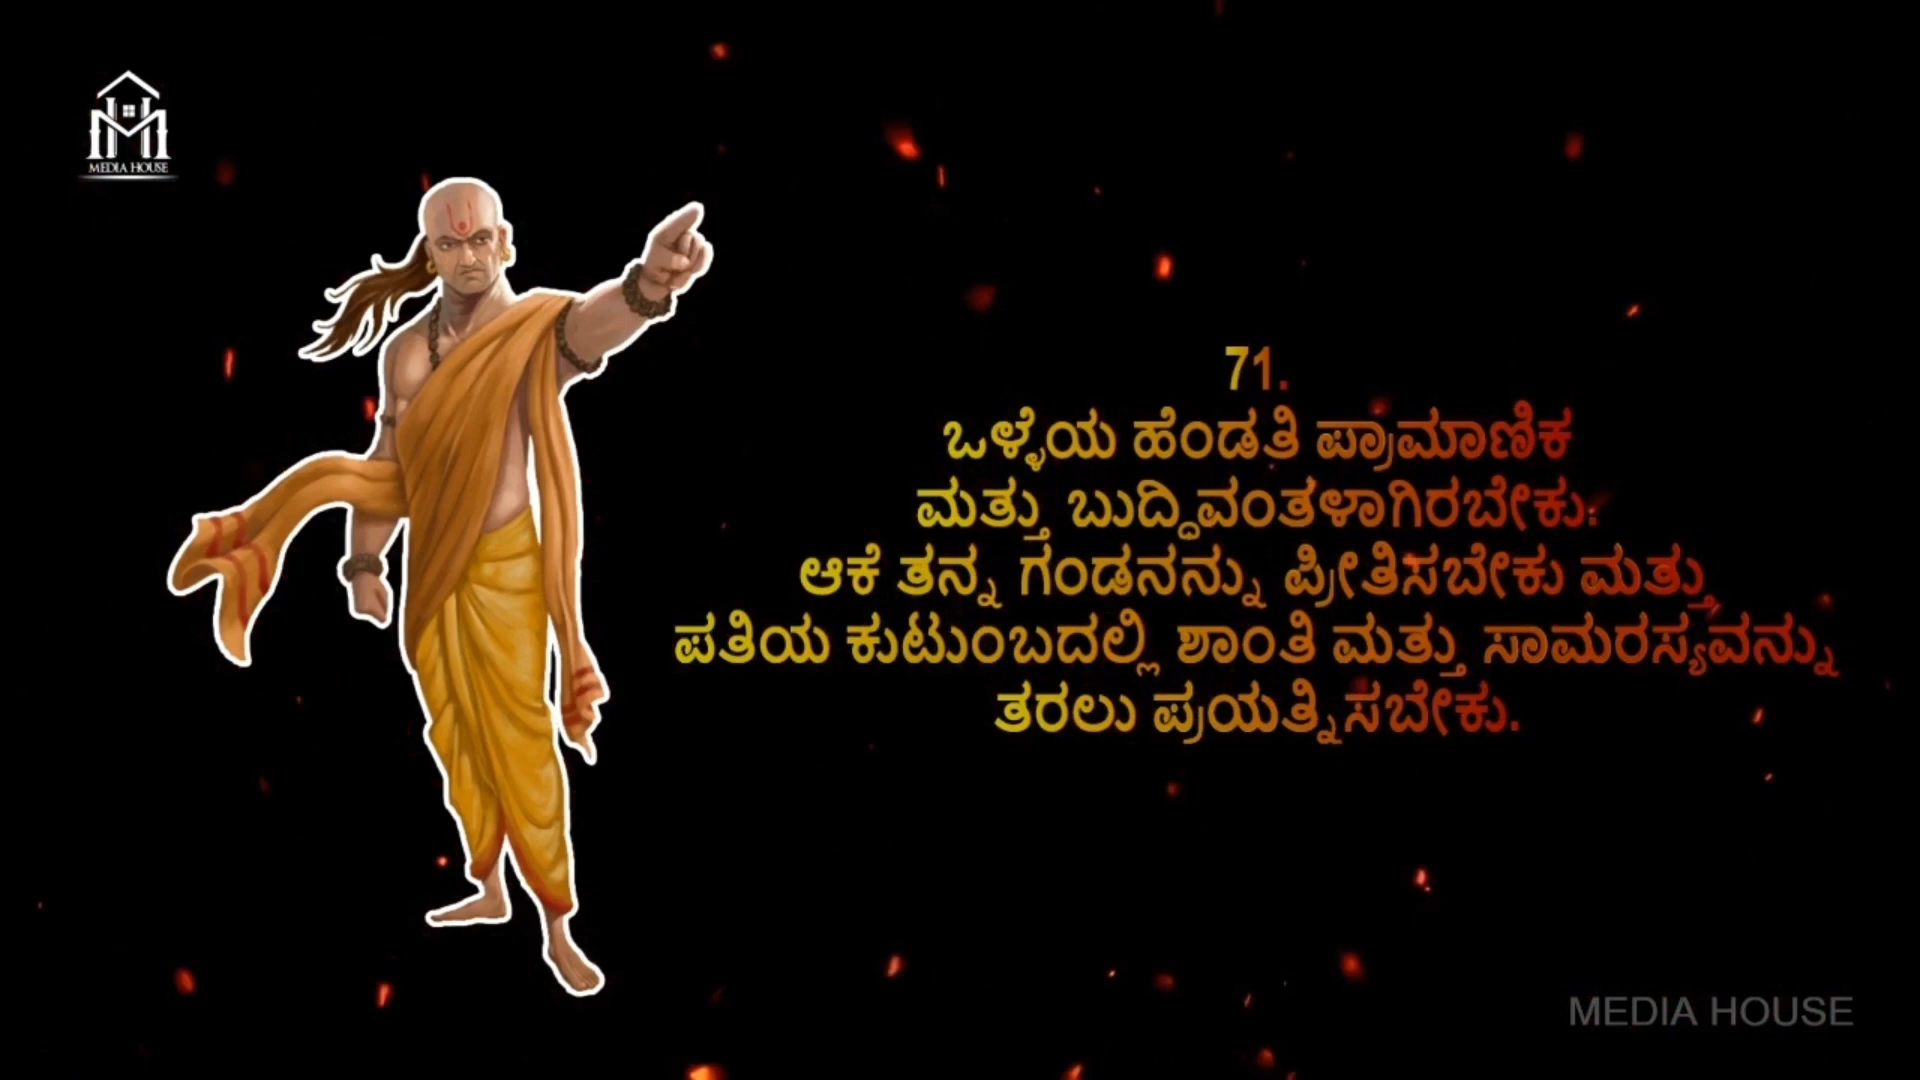 MEDIA HOUSE
71.
ಒಳ್ಳೆಯ ಹೆಂಡತಿ ಪ್ರಾಮಾಣಿಕ
ಮತ್ತು ಬುದ್ಧಿವಂತಳಾಗಿರಬೇಕು.
ಆಕೆ ತನ್ನ ಗಂಡನನ್ನು ಪ್ರೀತಿಸಬೇಕು ಮತ್ತು
ಪತಿಯ ಕುಟುಂಬದಲ್ಲಿ ಶಾಂತಿ ಮತ್ತು ಸಾಮರಸ್ಯವನ್ನು
ತರಲು ಪ್ರಯತ್ನಿಸಬೇಕು.
MEDIA HOUSE